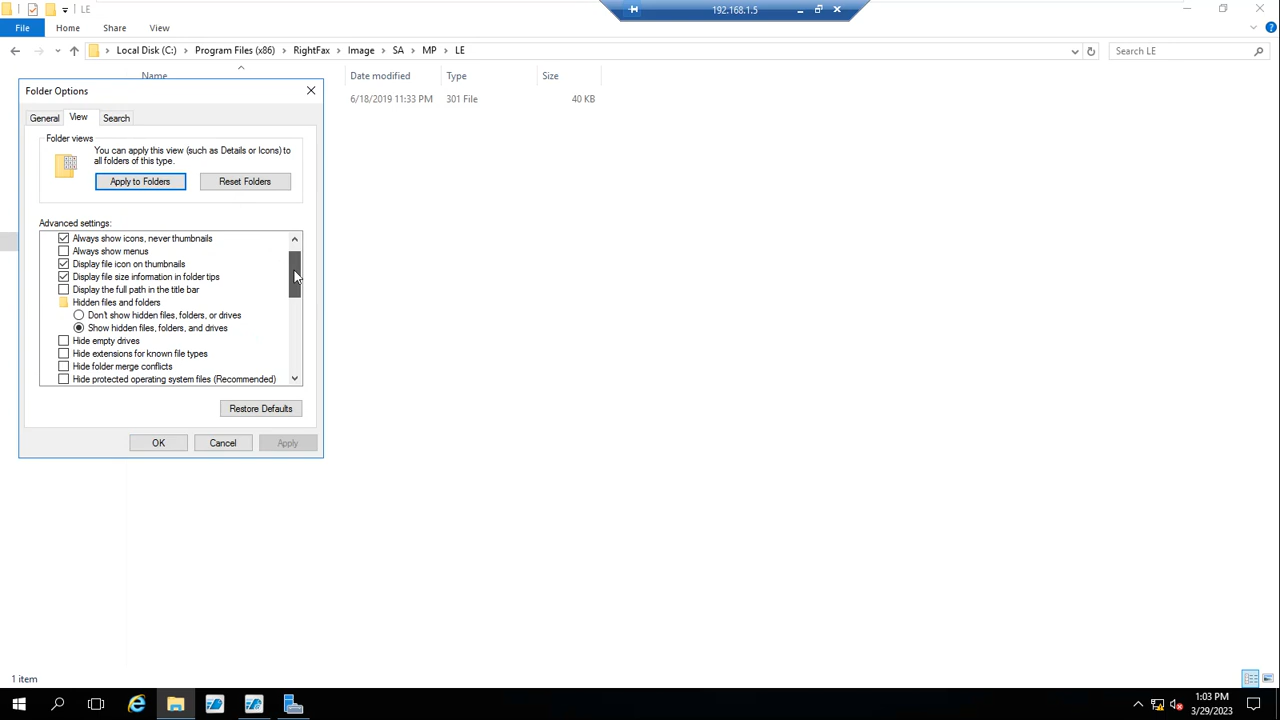 LE
192.168.1.5
File Home Share View
Local Disk (C:) Program Files (x86) RightFax Image SA MP LE
Search LE
Name Date modified Type Size
6/18/2019 11:33 PM 301 File 40 KB
Folder Options
General View Search
Folder views
You can apply this view (such as Details or Icons) to
all folders of this type.
Apply to Folders Reset Folders
Advanced settings:
Always show icons, never thumbnails
Always show menus
Display file icon on thumbnails
Display file size information in folder tips
Display the full path in the title bar
Hidden files and folders
Don't show hidden files, folders, or drives
Show hidden files, folders, and drives
Hide empty drives
Hide extensions for known file types
Hide folder merge conflicts
Hide protected operating system files (Recommended)
Restore Defaults
OK Cancel Apply
1 item
1:03 PM
3/29/2023